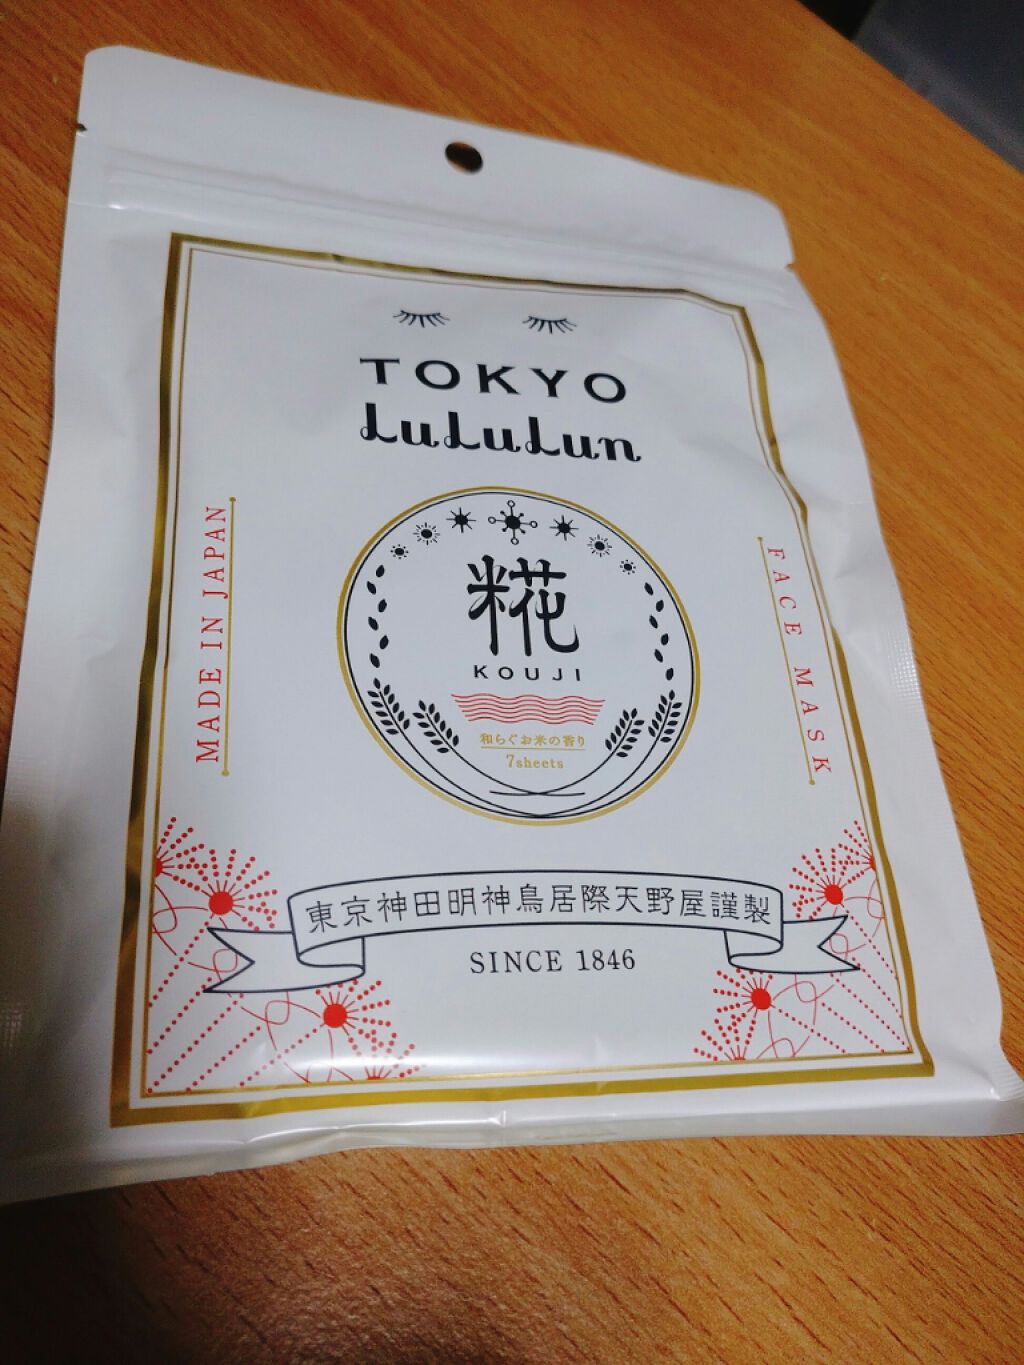 TOKYO
LuLuLun
MADE IN JAPAN
FACE MASK
糀
KOUJI
和らぐお米の香り
7sheets
東京神田明神鳥居際天野屋謹製
SINCE 1846